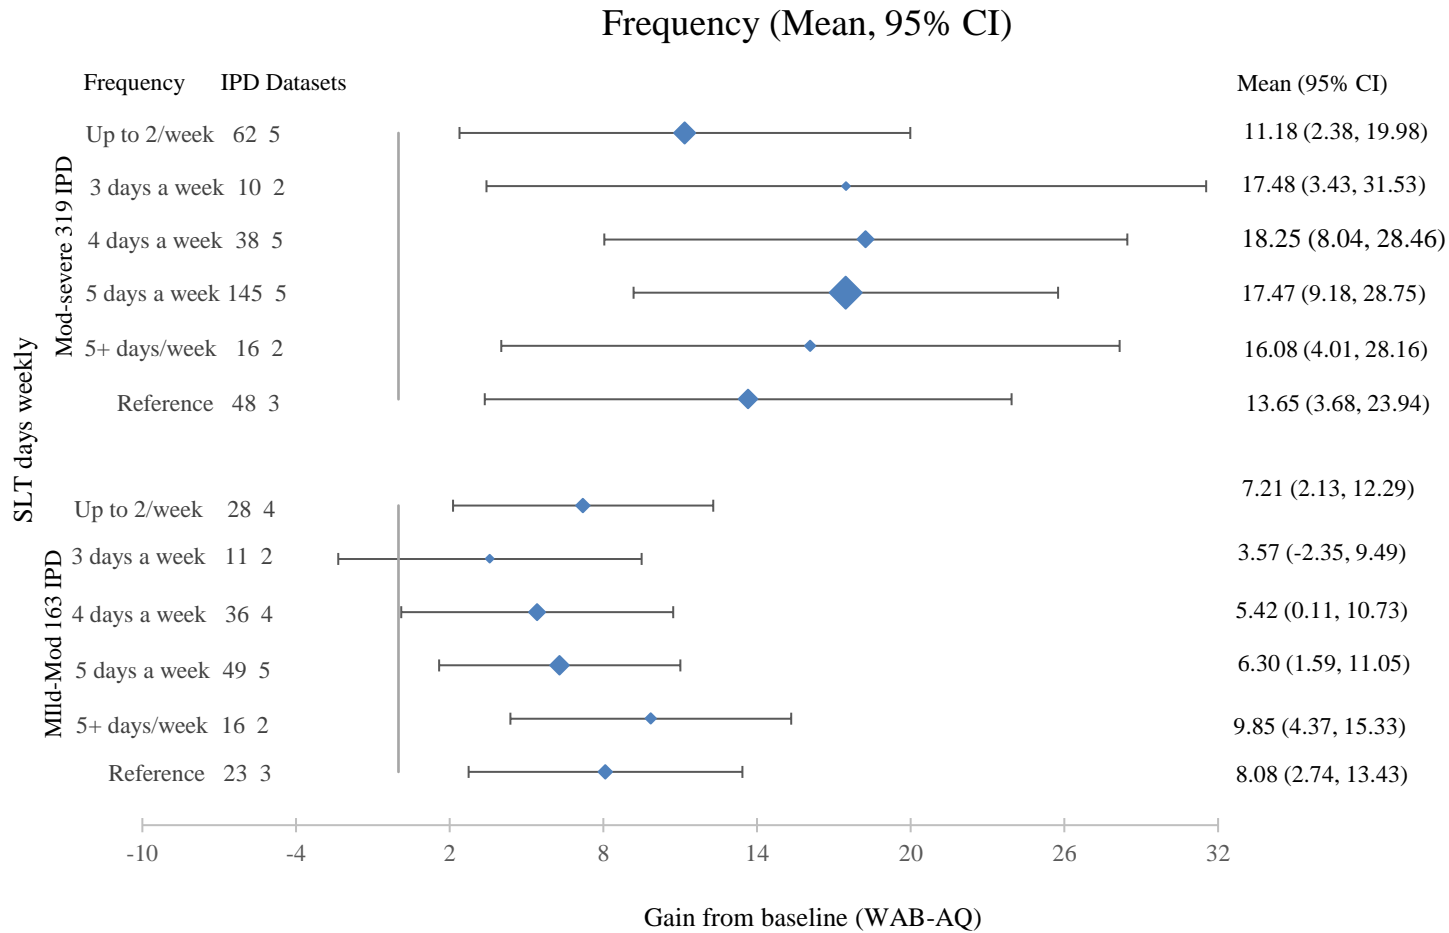 Frequency (Mean, 95% CI)
Frequency IPD Datasets Mean (95% CI)
SLT days weekly
Mod-severe 319 IPD
Up to 2/week 62 5 11.18 (2.38, 19.98)
3 days a week 10 2 17.48 (3.43, 31.53)
4 days a week 38 5 18.25 (8.04, 28.46)
5 days a week 145 5 17.47 (9.18, 28.75)
5+ days/week 16 2 16.08 (4.01, 28.16)
Reference 48 3 13.65 (3.68, 23.94)
MIld-Mod 163 IPD
Up to 2/week 28 4 7.21 (2.13, 12.29)
3 days a week 11 2 3.57 (-2.35, 9.49)
4 days a week 36 4 5.42 (0.11, 10.73)
5 days a week 49 5 6.30 (1.59, 11.05)
5+ days/week 16 2 9.85 (4.37, 15.33)
Reference 23 3 8.08 (2.74, 13.43)
-10 -4 2 8 14 20 26 32
Gain from baseline (WAB-AQ)